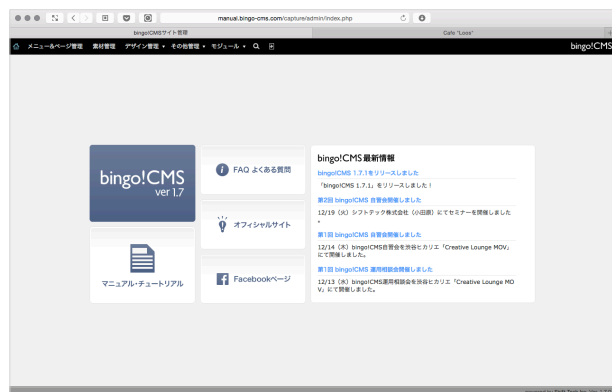 manual.bingo-cms.com/capture/admin/index.php
bingo!CMSサイト管理
Cafe "Loss"
メニュー&ページ管理 素材管理 デザイン管理 ▼ その他管理 ▼ モジュール ▼
bingo!CMS
bingo!CMS
ver 1.7
FAQ よくある質問
オフィシャルサイト
マニュアル・チュートリアル
Facebookページ
bingo!CMS 最新情報
bingo!CMS 1.7.1をリリースしました
「bingo!CMS 1.7.1」をリリースしました!
第2回 bingo!CMS 自習会開催しました
12/19(火)シフトテック株式会社(小田原)にてセミナーを開催しました
。
第1回 bingo!CMS 自習会開催しました
12/14(木)bingo!CMS自習会を渋谷ヒカリエ「Creative Lounge MOV」
にて開催しました。
第1回 bingo!CMS 運用相談会開催しました
12/13(水)bingo!CMS運用相談会を渋谷ヒカリエ「Creative Lounge MO
V」にて開催しました。